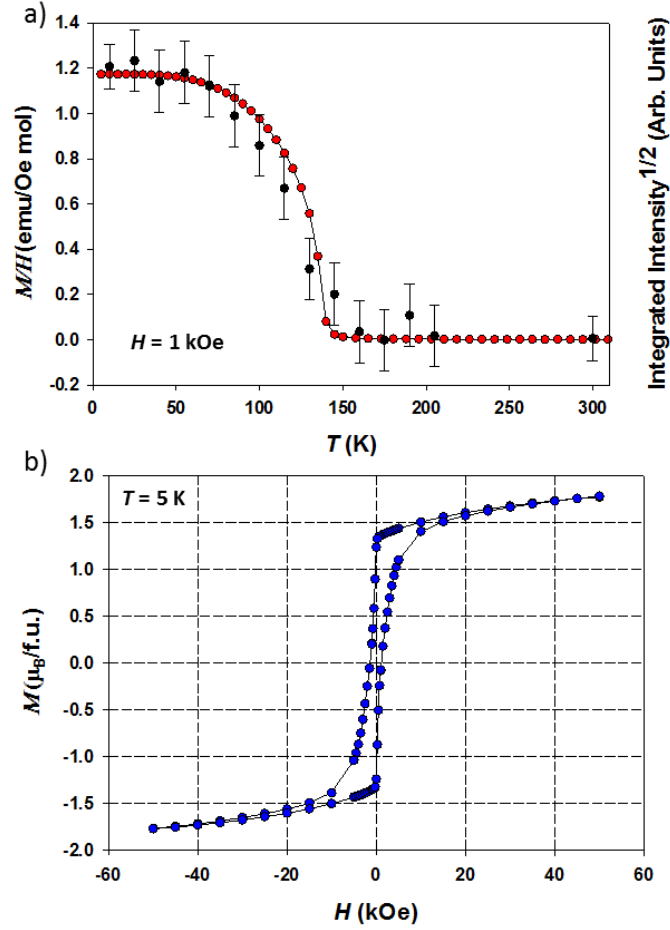 a)
1.4
1.2
1.0
0.8
0.6
0.4
0.2
0.0
-0.2
M/H (emu/Oe mol)
Integrated Intensity1/2 (Arb. Units)
H = 1 kOe
0 50 100 150 200 250 300
T (K)
b)
2.0
1.5
1.0
0.5
0.0
-0.5
-1.0
-1.5
-2.0
M (μB/f.u.)
T = 5 K
-60 -40 -20 0 20 40 60
H (kOe)